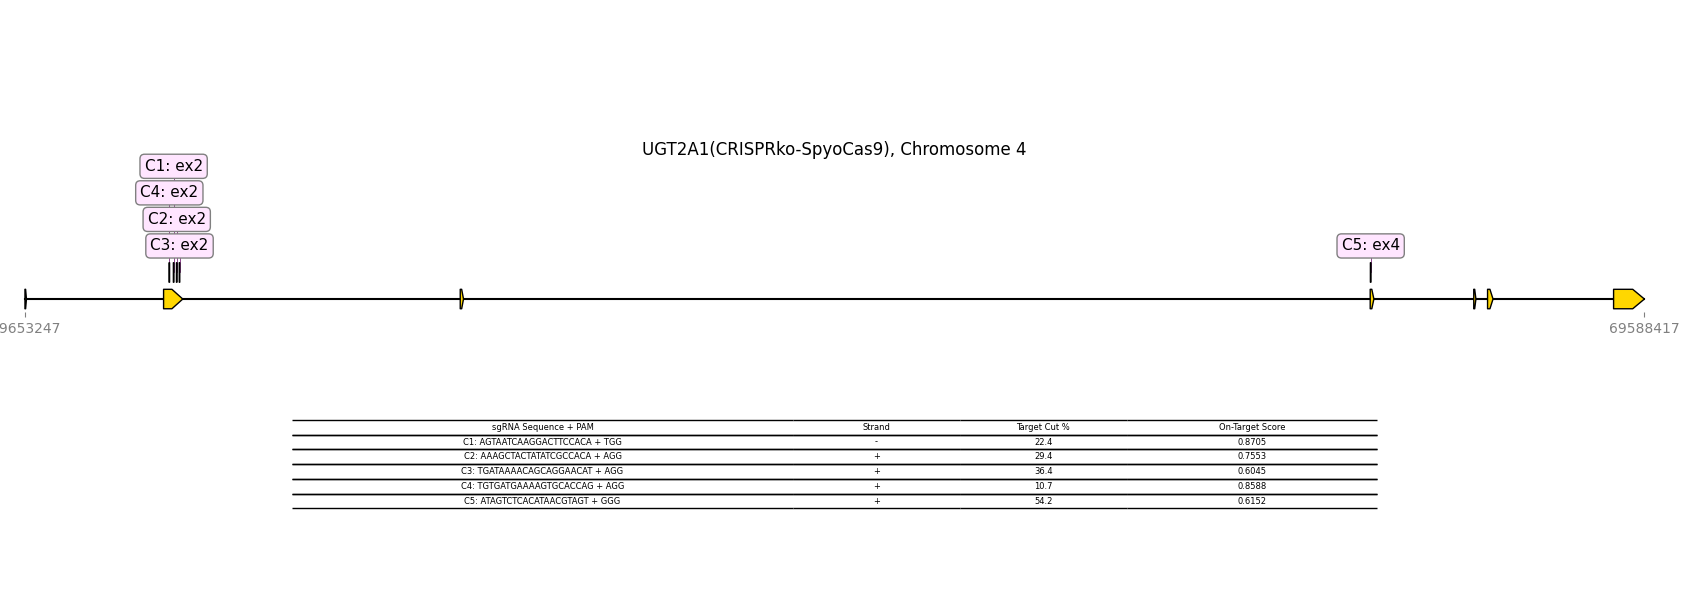 UGT2A1(CRISPRko-SpyoCas9), Chromosome 4
C1: ex2
C4: ex2
C2: ex2
C3: ex2
C5: ex4
9653247 69588417
sgRNA Sequence + PAM Strand Target Cut % On-Target Score
C1: AGTAATCAAGGACTTCCACA + TGG - 22.4 0.8705
C2: AAAGCTACTATATCGCCACA + AGG + 29.4 0.7553
C3: TGATAAAACAGCAGGAACAT + AGG + 36.4 0.6045
C4: TGTGATGAAAAGTGCACCAG + AGG + 10.7 0.8588
C5: ATAGTCTCACATAACGTAGT + GGG + 54.2 0.6152